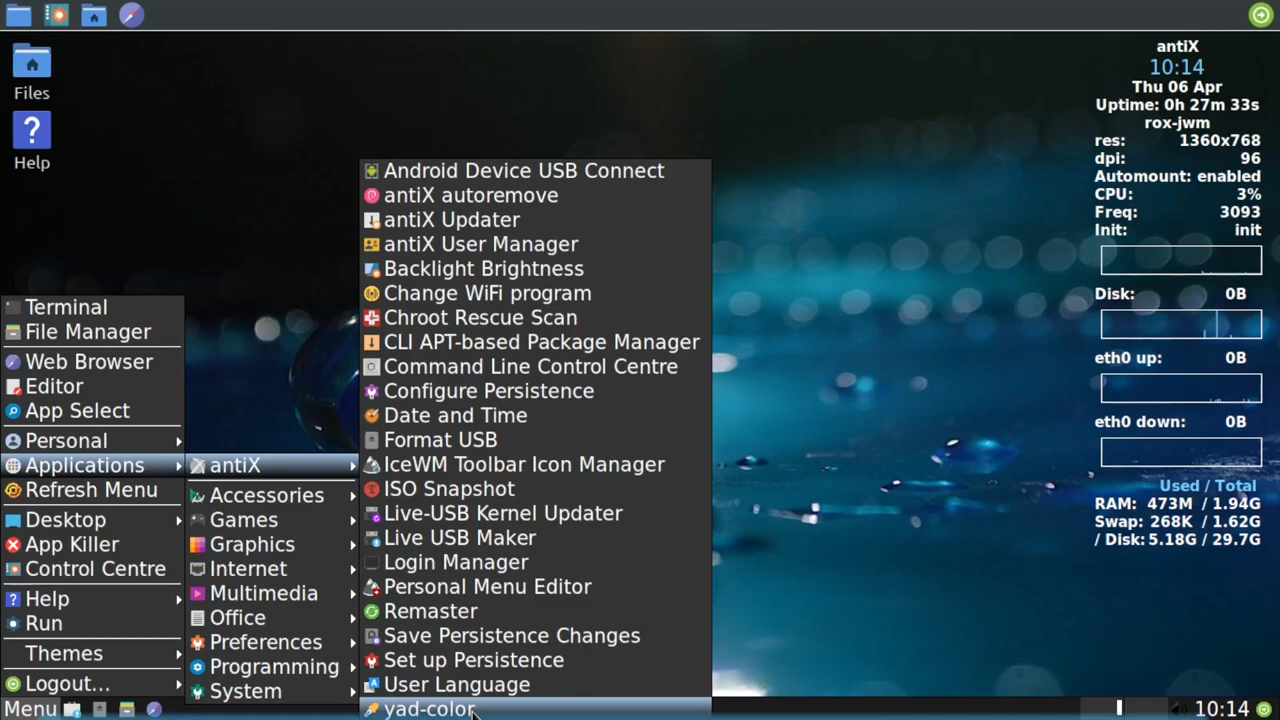 Files
Help
antiX
10:14
Thu 06 Apr
Uptime: 0h 27m 33s
rox-jwm
res: 1360x768
dpi: 96
Automount: enabled
CPU: 3%
Freq: 3093
Init: init
Disk: 0B
eth0 up: 0B
eth0 down: 0B
Used / Total
RAM: 473M / 1.94G
Swap: 268K / 1.62G
/ Disk: 5.18G / 29.7G
Terminal
File Manager
Web Browser
Editor
App Select
Personal
Applications
Refresh Menu
Desktop
App Killer
Control Centre
Help
Run
Themes
Logout...
antiX
Accessories
Games
Graphics
Internet
Multimedia
Office
Preferences
Programming
System
Android Device USB Connect
antiX autoremove
antiX Updater
antiX User Manager
Backlight Brightness
Change WiFi program
Chroot Rescue Scan
CLI APT-based Package Manager
Command Line Control Centre
Configure Persistence
Date and Time
Format USB
IceWM Toolbar Icon Manager
ISO Snapshot
Live-USB Kernel Updater
Live USB Maker
Login Manager
Personal Menu Editor
Remaster
Save Persistence Changes
Set up Persistence
User Language
yad-color
Menu
10:14